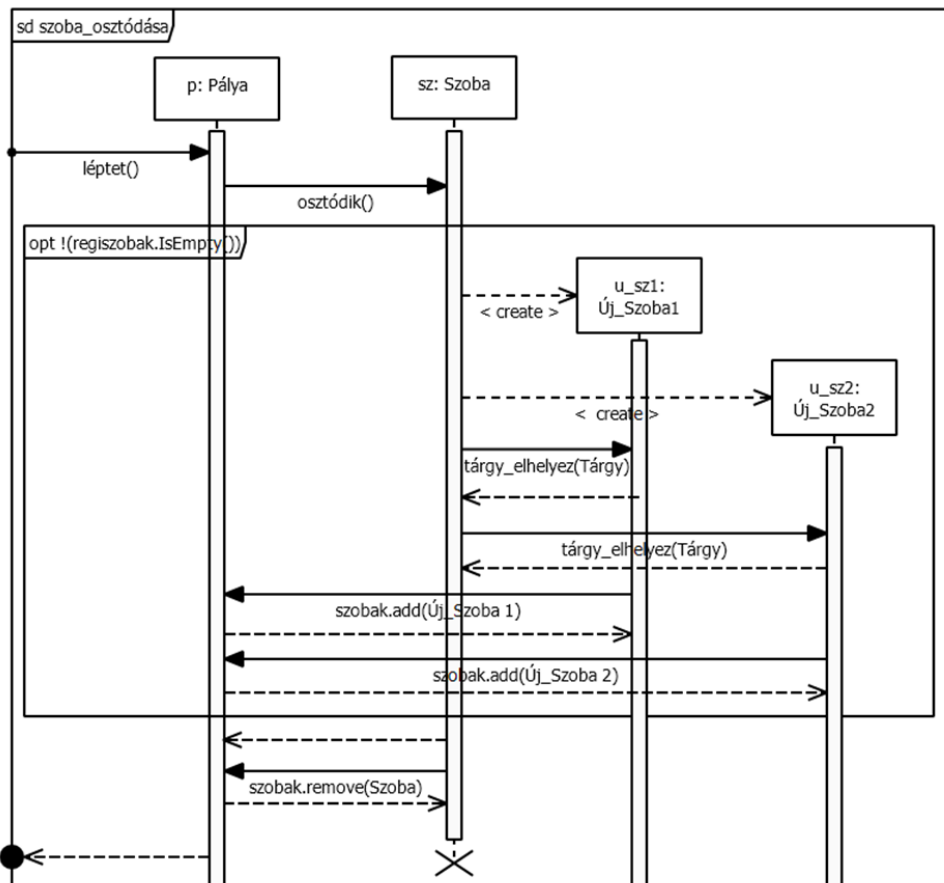 sd szoba_osztódása
p: Pálya
sz: Szoba
léptet()
osztódik()
opt !(regiszobak.IsEmpty())
u_sz1:
Új_Szoba1
< create >
u_sz2:
Új_Szoba2
< create >
tárgy_elhelyez(Tárgy)
tárgy_elhelyez(Tárgy)
szobak.add(Új_Szoba 1)
szobak.add(Új_Szoba 2)
szobak.remove(Szoba)